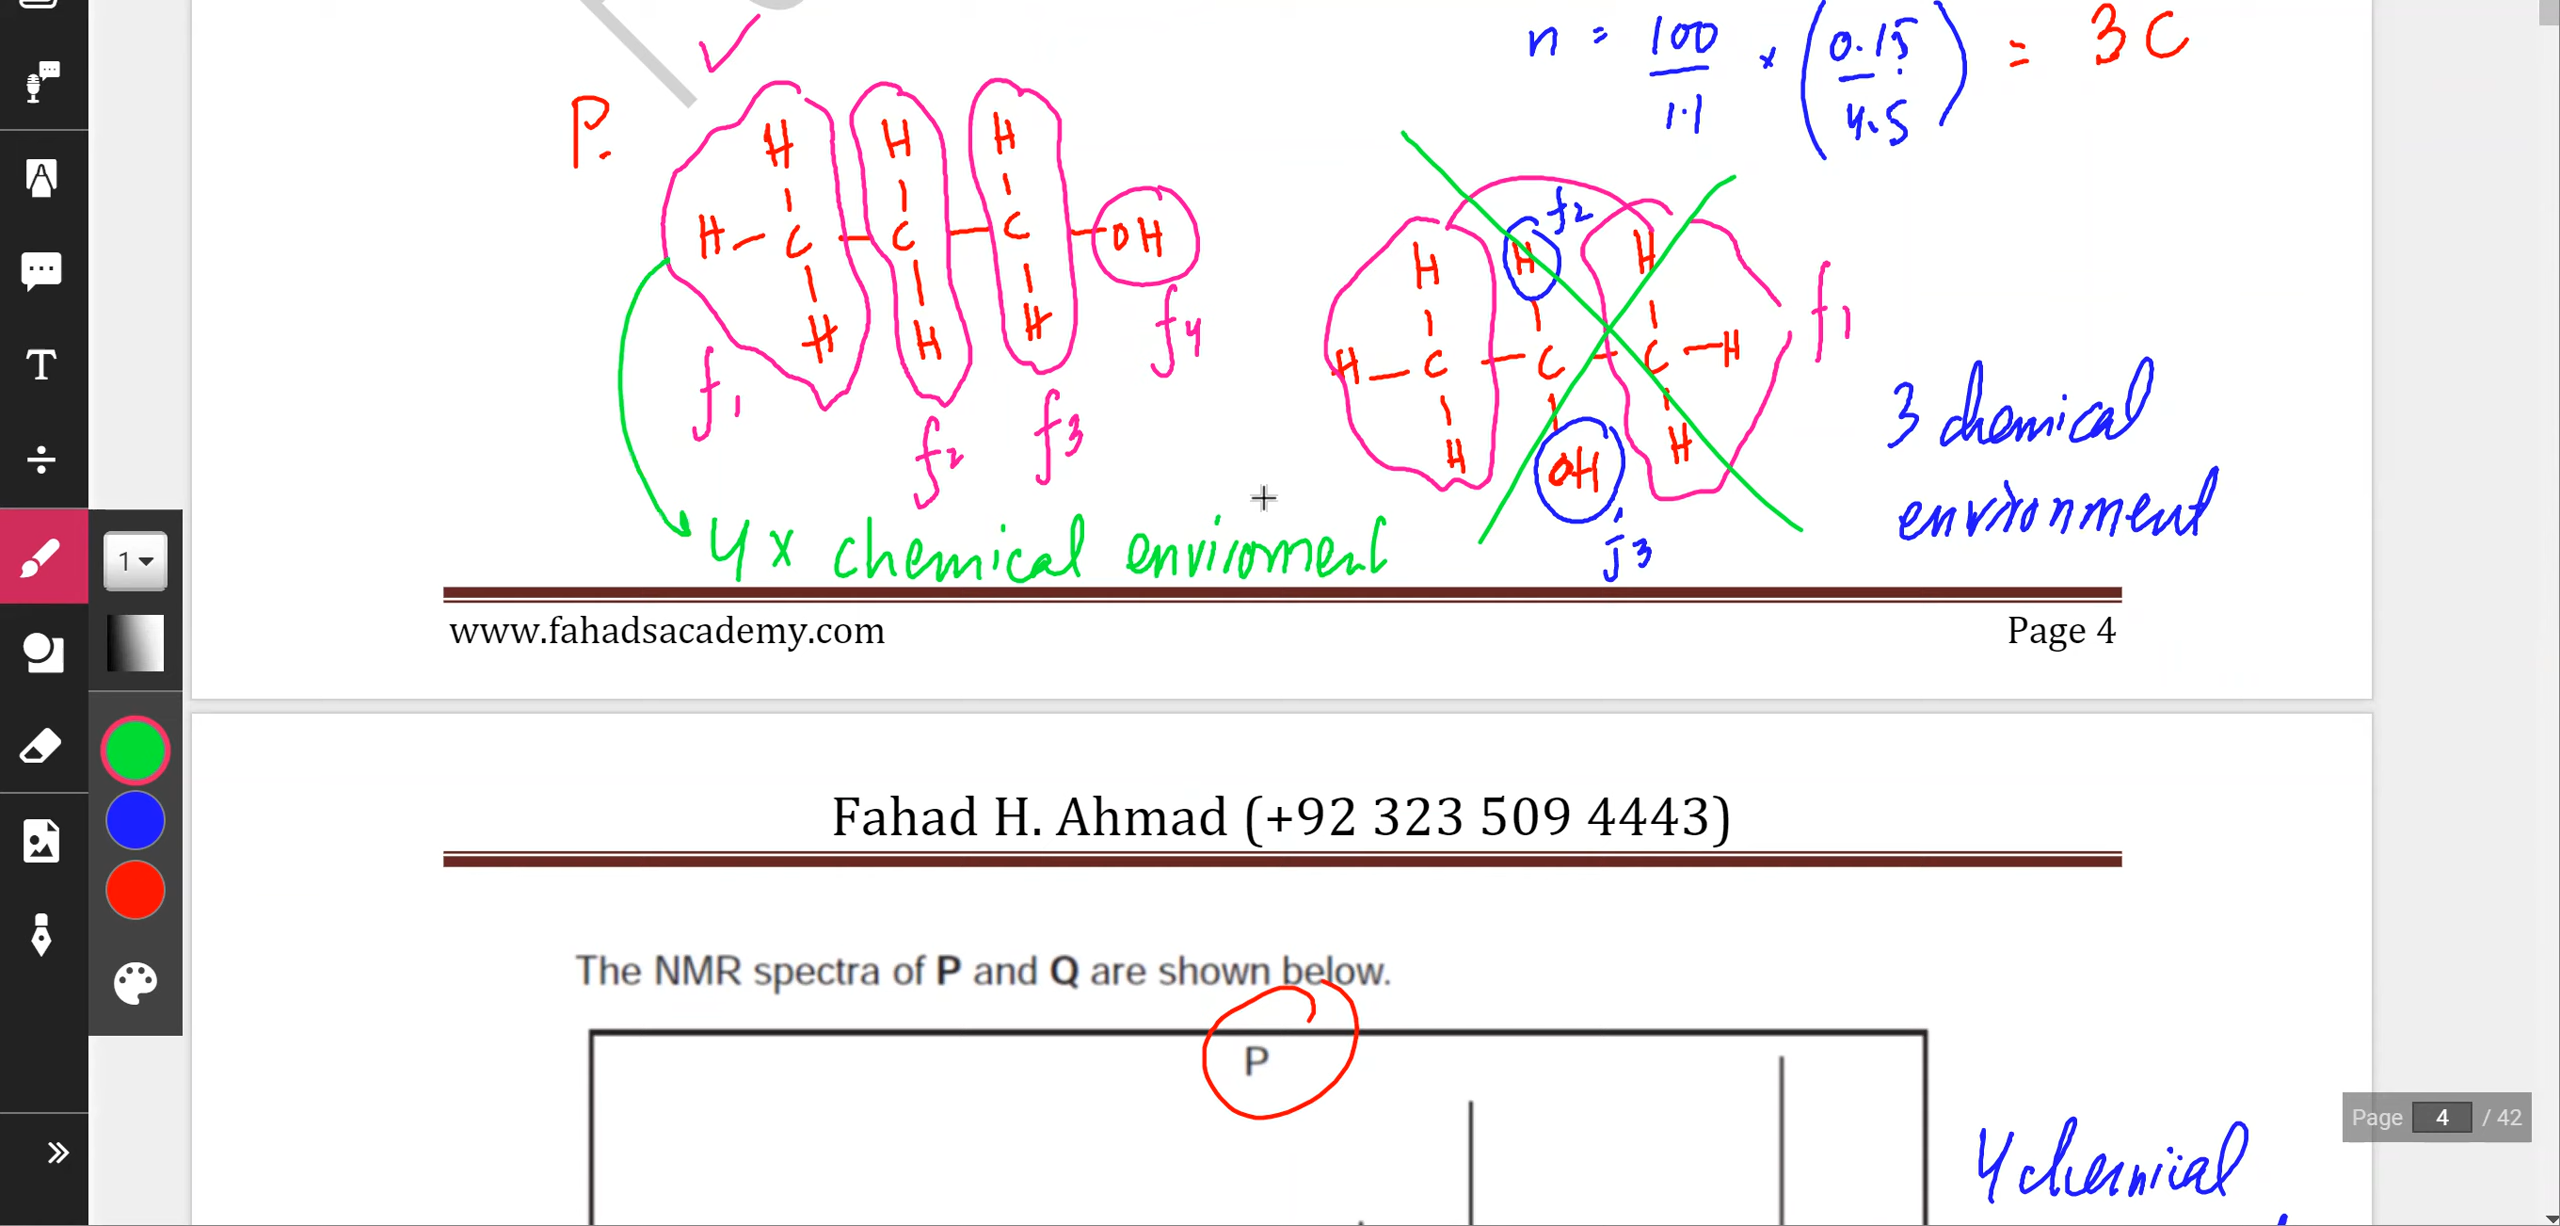 n = 100/1.1 × (0.15/4.5) = 3C
P.
H H H
H — C — C — C — OH
H H H
f1 f2 f3 f4
f2
H H H
H — C — C — C — H
H OH H
f1
f3
3 chemical
environment
4 x chemical enviroment
www.fahadsacademy.com Page 4
Fahad H. Ahmad (+92 323 509 4443)
The NMR spectra of P and Q are shown below.
P
4 chemical
Page 4 / 42
1
T